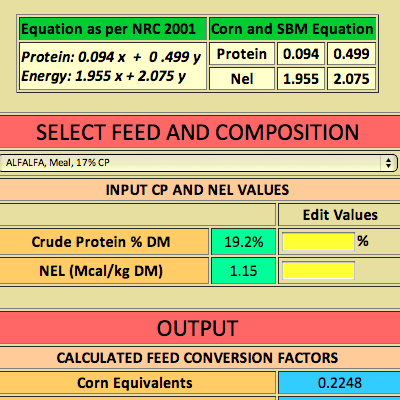 Equation as per NRC 2001
Corn and SBM Equation
Protein: 0.094 x + 0 .499 y
Energy: 1.955 x + 2.075 y
Protein 0.094 0.499
Nel 1.955 2.075
SELECT FEED AND COMPOSITION
ALFALFA, Meal, 17% CP
INPUT CP AND NEL VALUES
Edit Values
Crude Protein % DM 19.2% %
NEL (Mcal/kg DM) 1.15
OUTPUT
CALCULATED FEED CONVERSION FACTORS
Corn Equivalents 0.2248